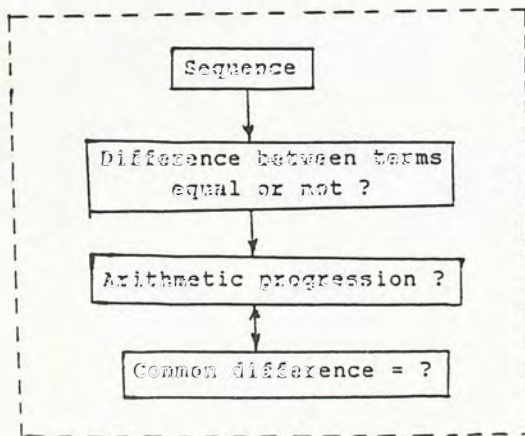 Sequence
Difference between terms
equal or not ?
Arithmetic progression ?
Common difference = ?